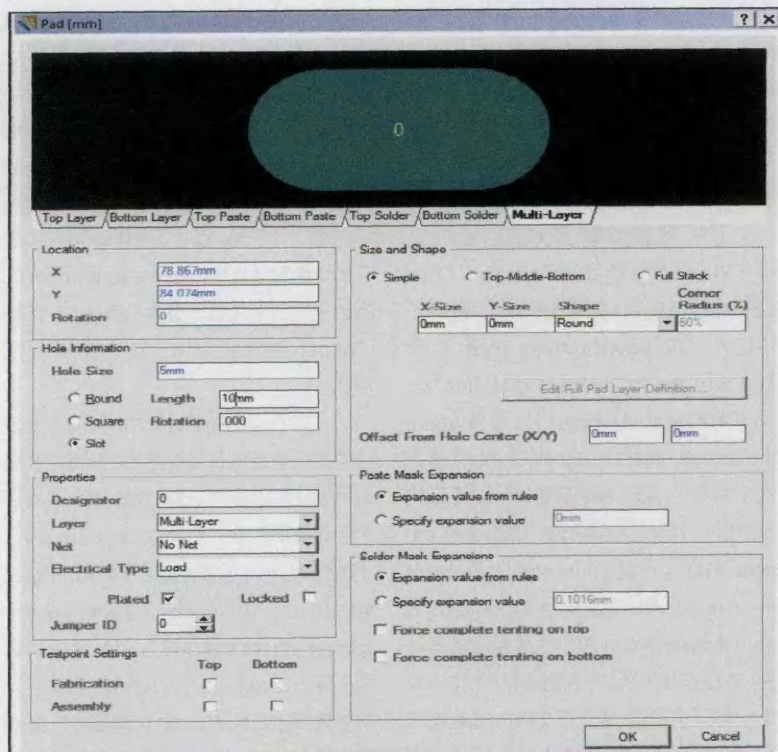 Pad [mm]
? X
0
Top Layer Bottom Layer Top Paste Bottom Paste Top Solder Bottom Solder Multi-Layer
Location
X 78.867mm
Y 84.074mm
Rotation 0
Hole Information
Hole Size 5mm
Round Length 10mm
Square Rotation .000
Slot
Properties
Designator 0
Layer Multi-Layer
Net No Net
Electrical Type Load
Plated Locked
Jumper ID 0
Testpoint Settings
Top Bottom
Fabrication
Assembly
Size and Shape
Simple Top-Middle-Bottom Full Stack
X-Size Y-Size Shape Corner Radius (%)
0mm 0mm Round 50%
Edit Full Pad Layer Definition...
Offset From Hole Center (X/Y) 0mm 0mm
Paste Mask Expansion
Expansion value from rules
Specify expansion value 0mm
Solder Mask Expansions
Expansion value from rules
Specify expansion value 0.1016mm
Force complete tenting on top
Force complete tenting on bottom
OK Cancel